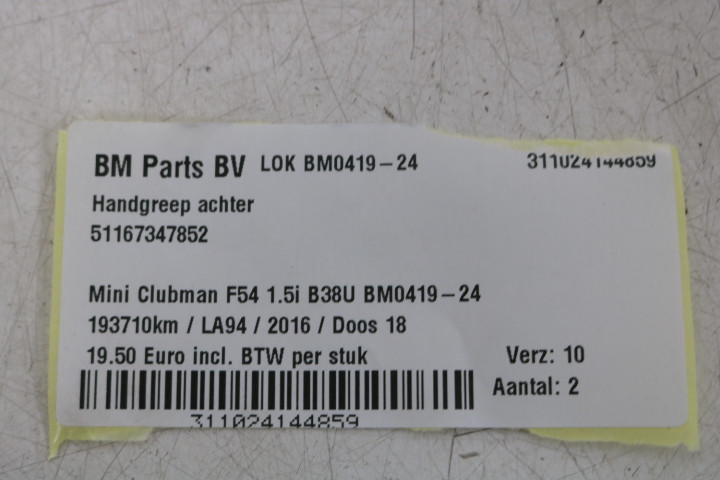 BM Parts BV LOK BM0419-24 311024144859
Handgreep achter
51167347852
Mini Clubman F54 1.5i B38U BM0419-24
193710km / LA94 / 2016 / Doos 18
19.50 Euro incl. BTW per stuk Verz: 10
Aantal: 2
311024144859